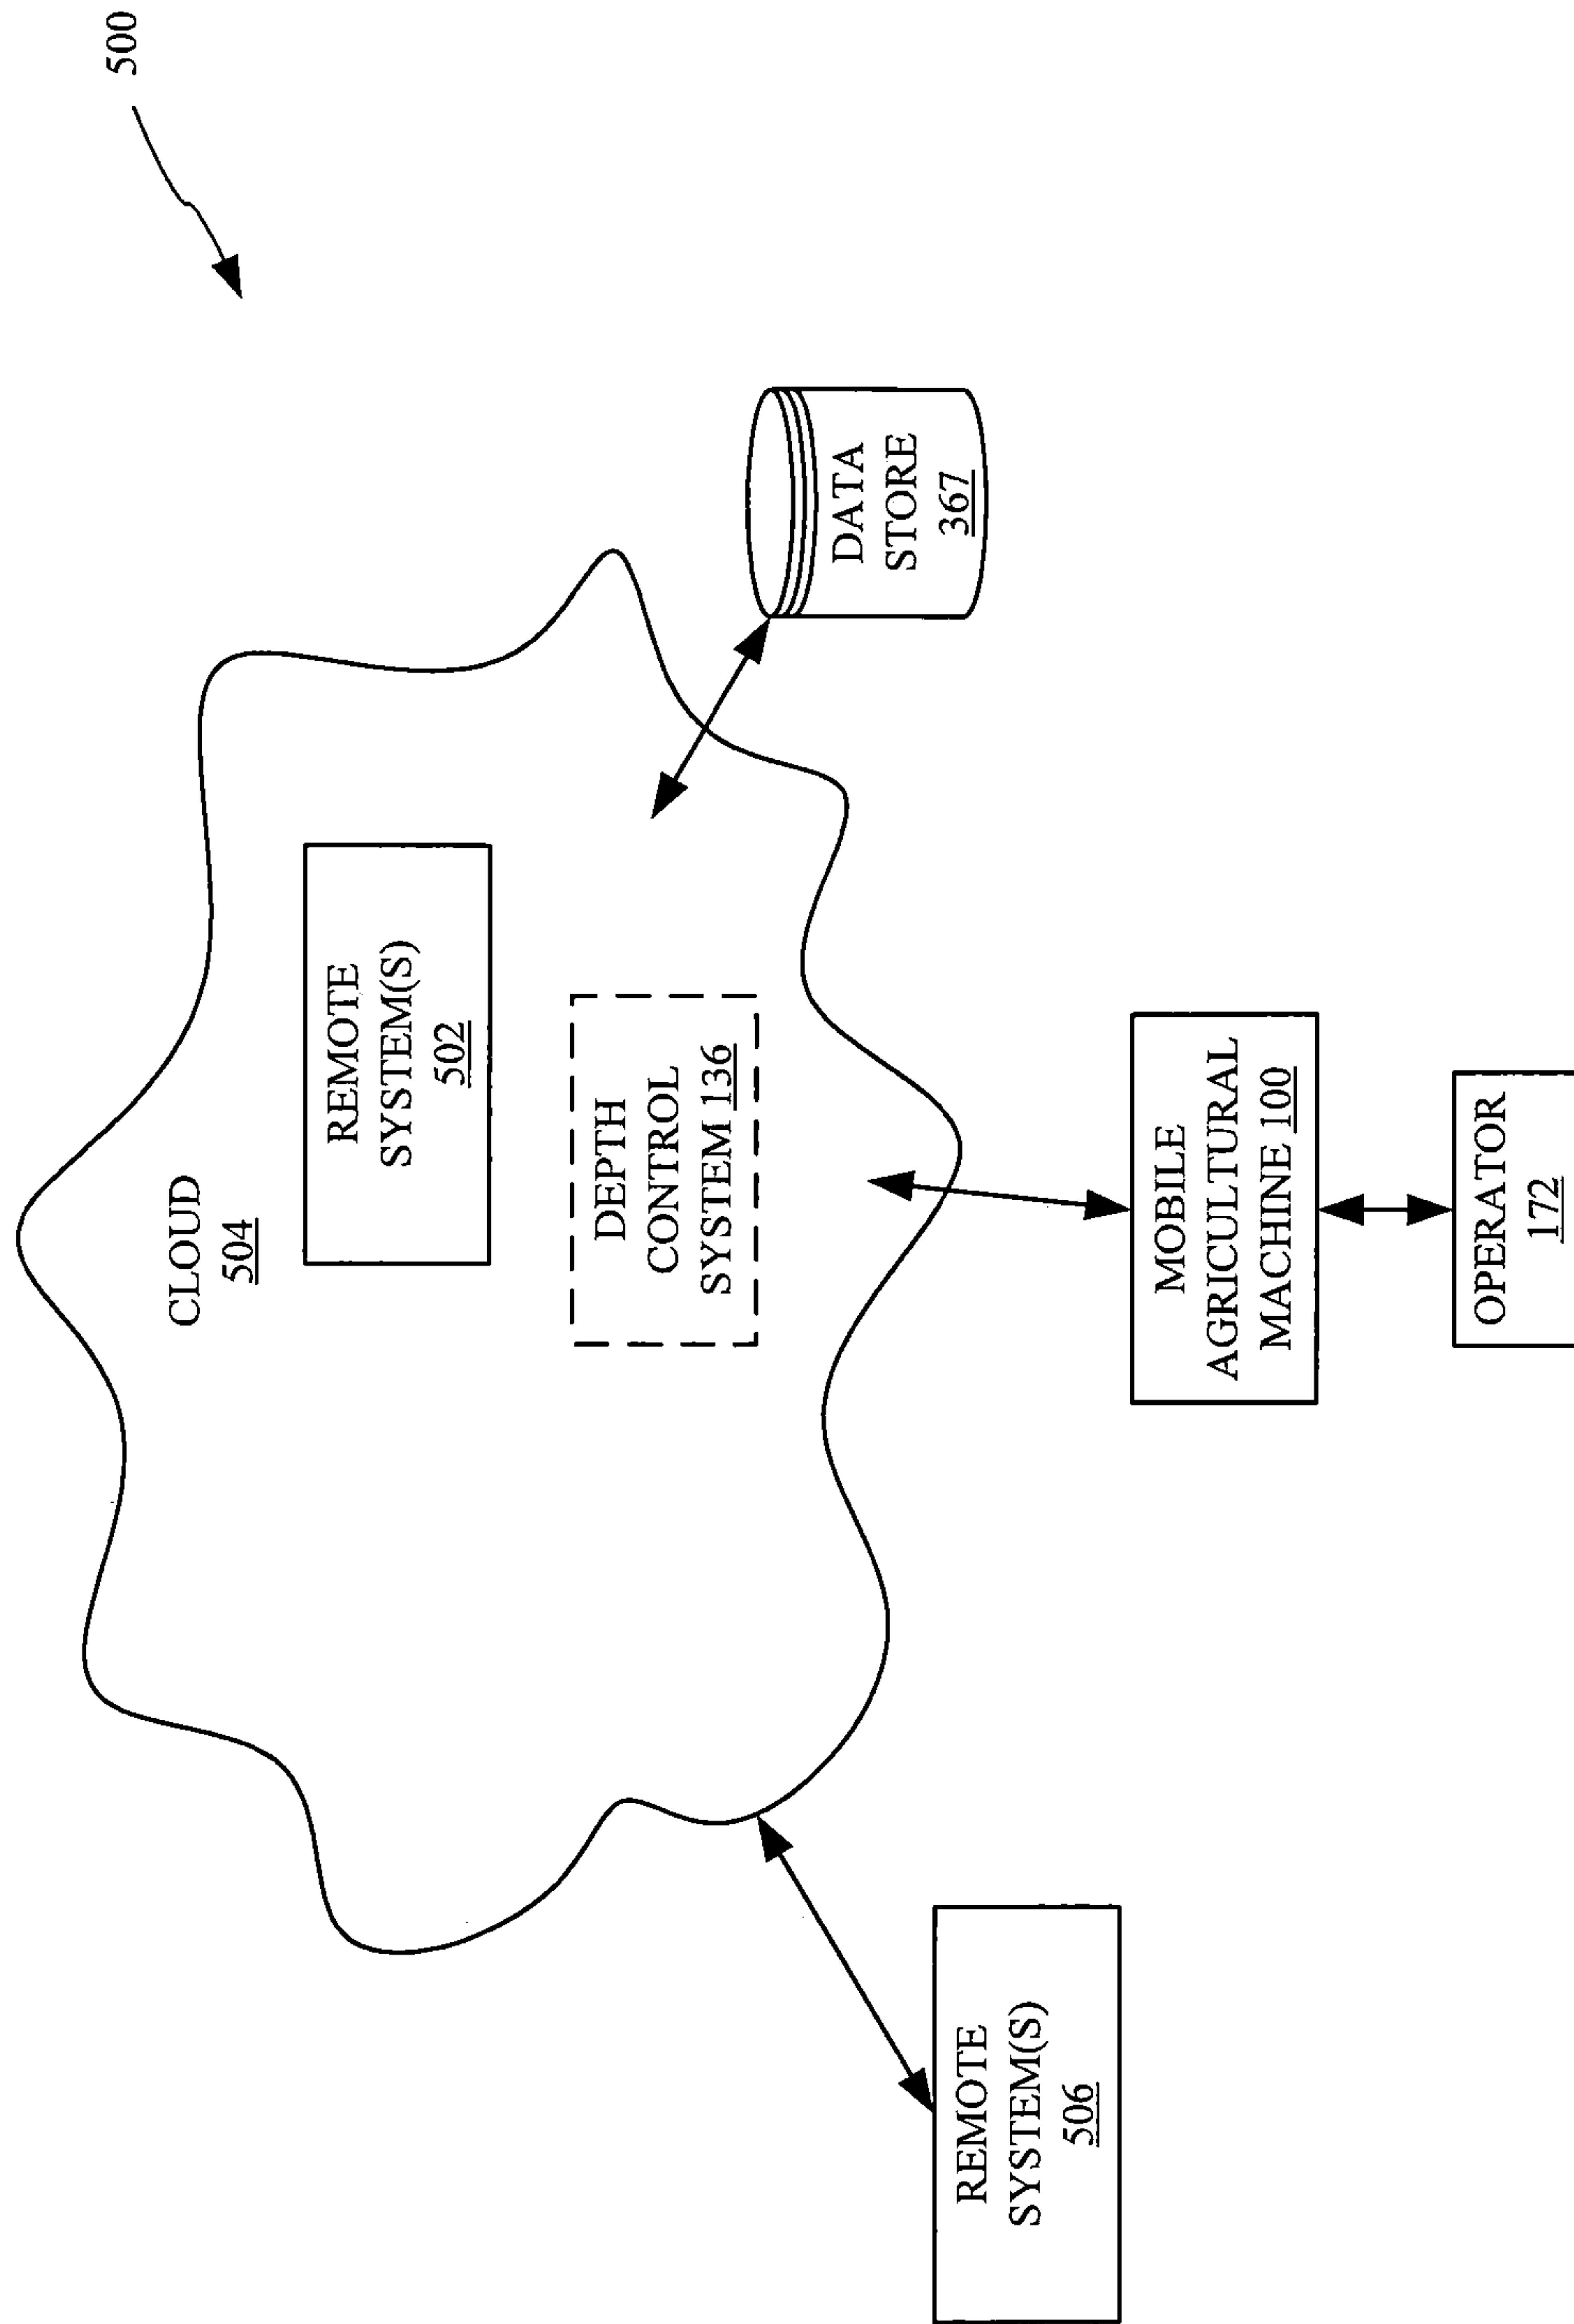 500
CLOUD
504
REMOTE
SYSTEM(S)
502
DEPTH
CONTROL
SYSTEM 136
DATA
STORE
367
REMOTE
SYSTEM(S)
506
MOBILE
AGRICULTURAL
MACHINE 100
OPERATOR
172